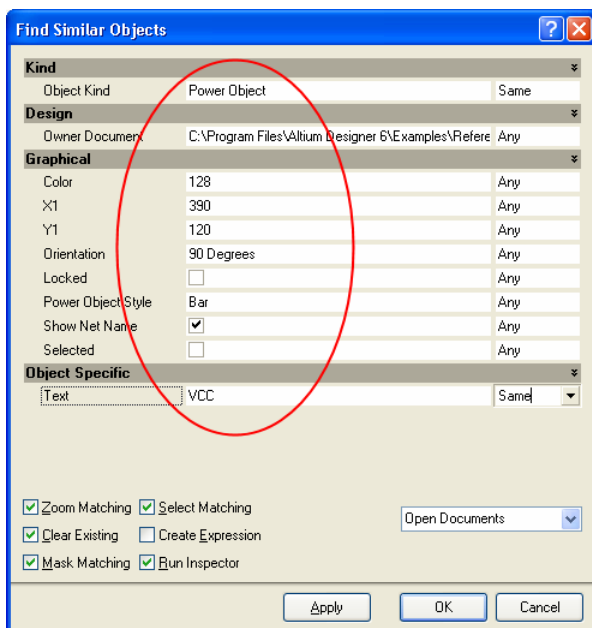 Find Similar Objects
Kind
Object Kind Power Object Same
Design
Owner Document C:\Program Files\Altium Designer 6\Examples\Refere Any
Graphical
Color 128 Any
X1 390 Any
Y1 120 Any
Orientation 90 Degrees Any
Locked Any
Power Object Style Bar Any
Show Net Name Any
Selected Any
Object Specific
Text VCC Same
Zoom Matching Select Matching
Open Documents
Clear Existing Create Expression
Mask Matching Run Inspector
Apply OK Cancel